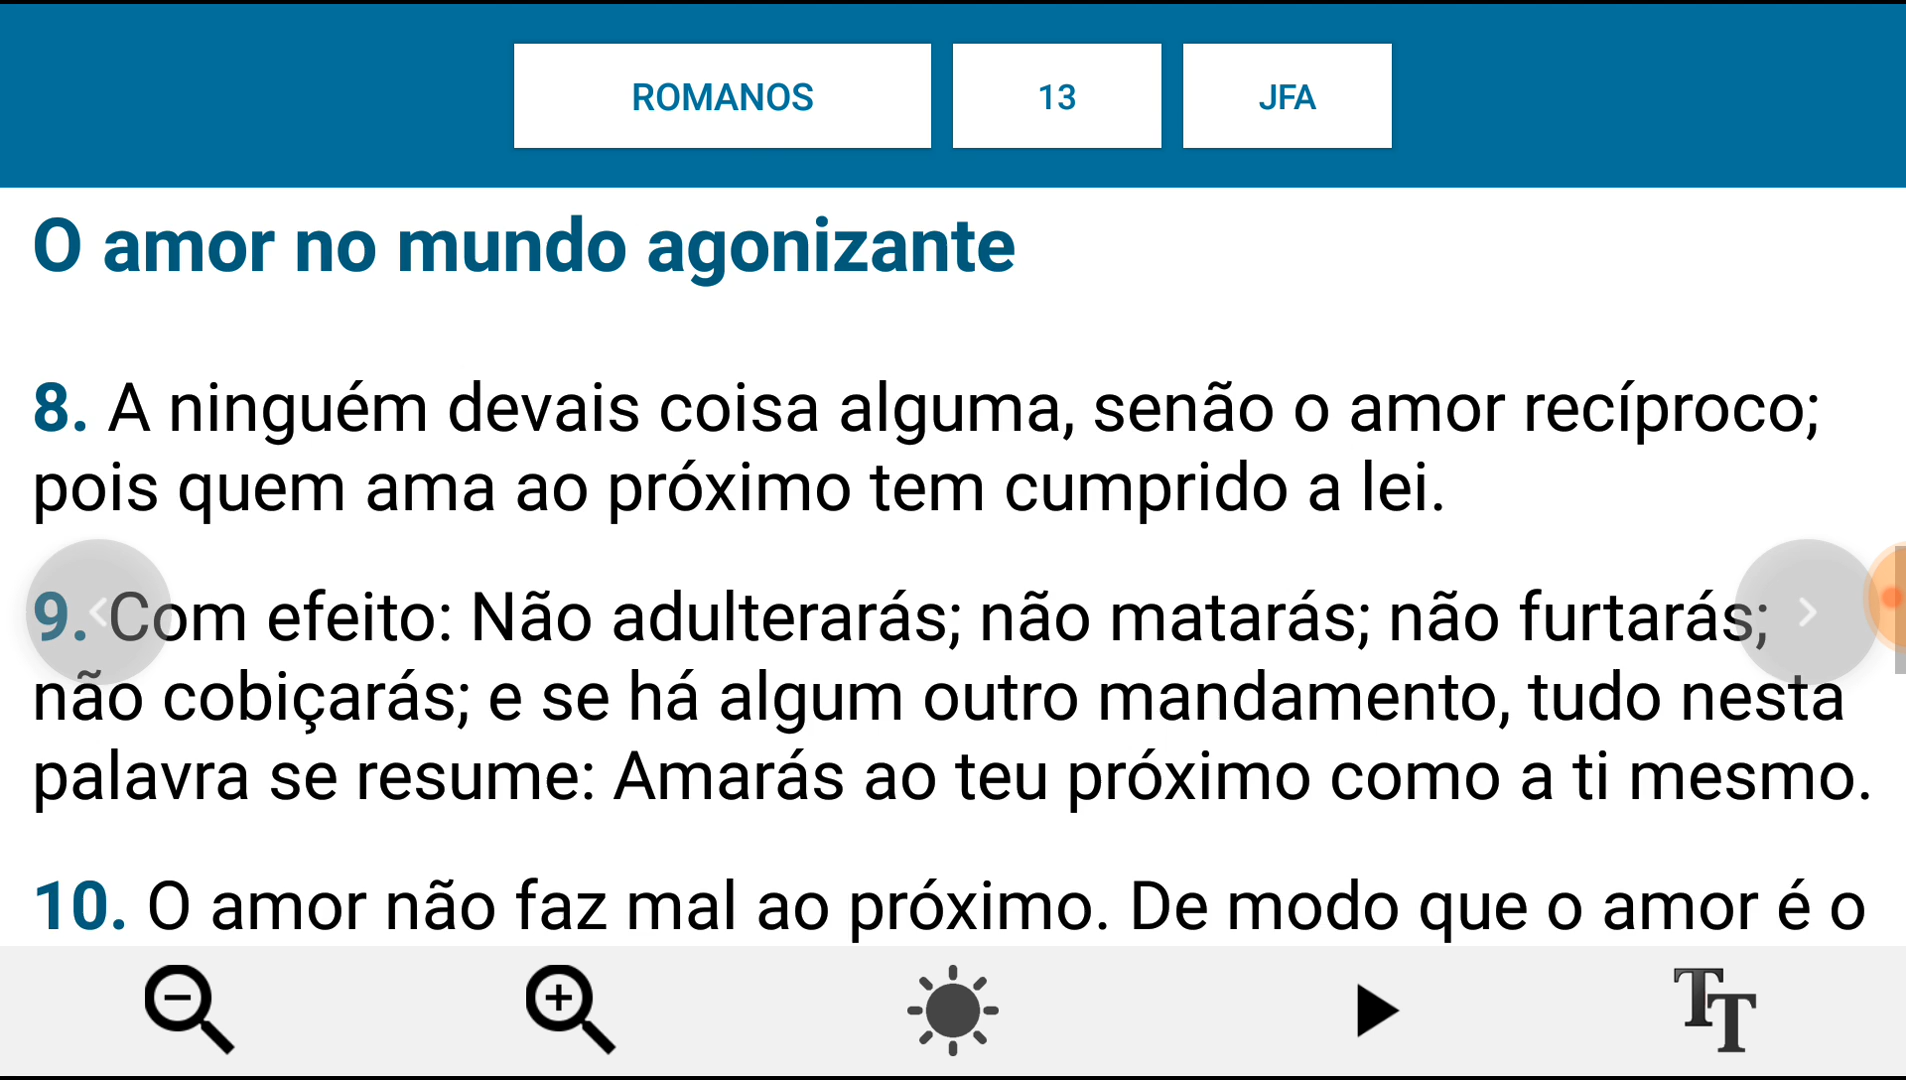 ROMANOS 13 JFA
O amor no mundo agonizante
8. A ninguém devais coisa alguma, senão o amor recíproco;
pois quem ama ao próximo tem cumprido a lei.
9. Com efeito: Não adulterarás; não matarás; não furtarás;
não cobiçarás; e se há algum outro mandamento, tudo nesta
palavra se resume: Amarás ao teu próximo como a ti mesmo.
10. O amor não faz mal ao próximo. De modo que o amor é o
TT